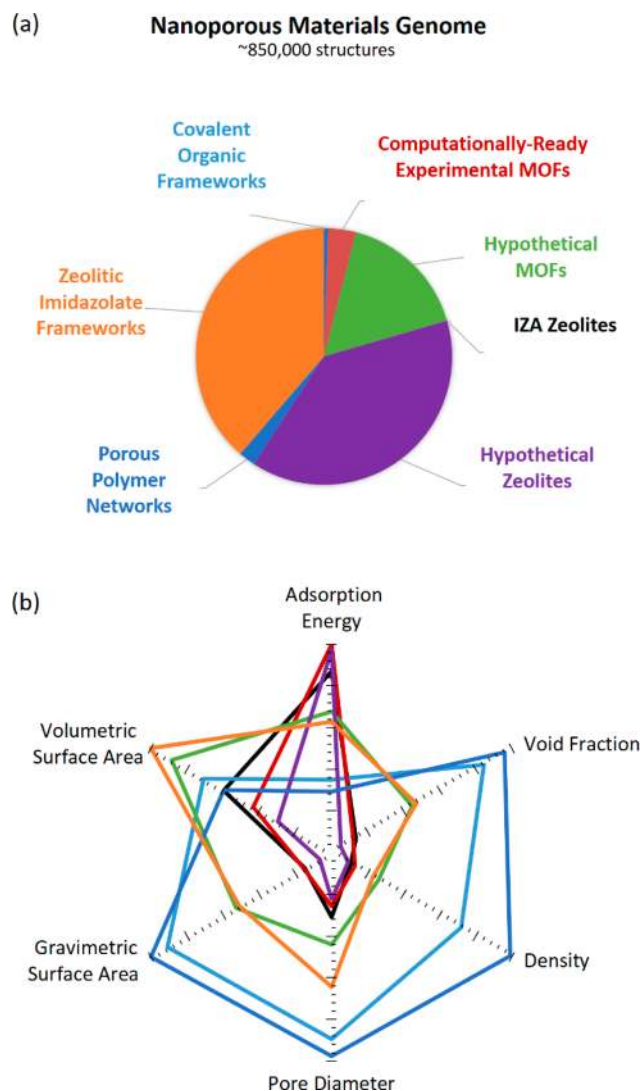 (a)
Nanoporous Materials Genome
~850,000 structures
Covalent
Organic
Frameworks
Computationally-Ready
Experimental MOFs
Hypothetical
MOFs
Zeolitic
Imidazolate
Frameworks
IZA Zeolites
Porous
Polymer
Networks
Hypothetical
Zeolites
(b)
Adsorption
Energy
Volumetric
Surface Area
Void Fraction
Gravimetric
Surface Area
Density
Pore Diameter